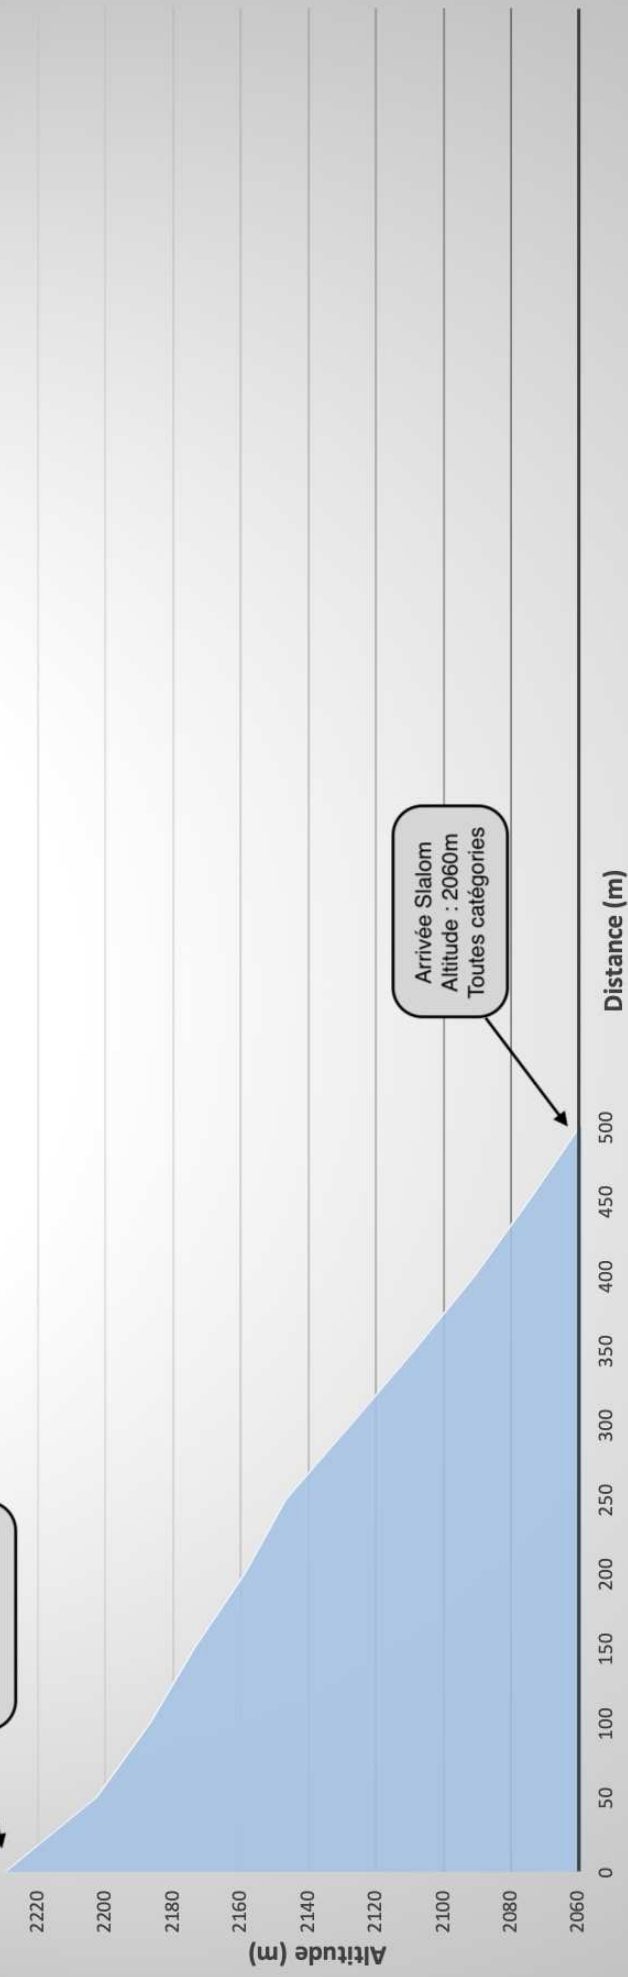 Altitude (m)
2220
2200
2180
2160
2140
2120
2100
2080
2060
Arrivée Slalom
Altitude : 2060m
Toutes catégories
0 50 100 150 200 250 300 350 400 450 500
Distance (m)